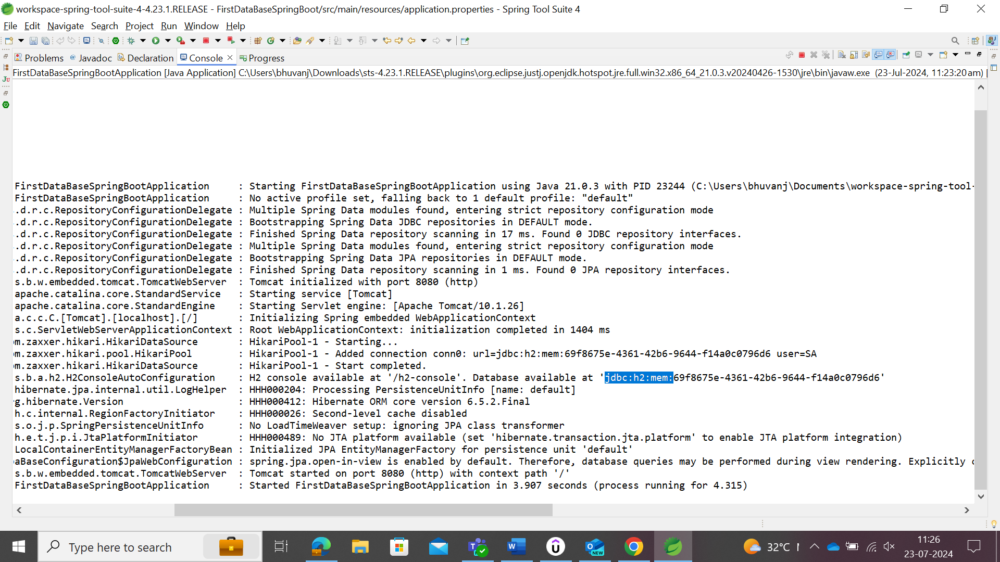 workspace-spring-tool-suite-4-4.23.1.RELEASE - FirstDataBaseSpringBoot/src/main/resources/application.properties - Spring Tool Suite 4
File Edit Navigate Search Project Run Window Help
Problems @ Javadoc Declaration Console Progress
FirstDataBaseSpringBootApplication [Java Application] C:\Users\bhuvanj\Downloads\sts-4.23.1.RELEASE\plugins\org.eclipse.justj.openjdk.hotspot.jre.full.win32.x86_64_21.0.3.v20240426-1530\jre\bin\javaw.exe (23-Jul-2024, 11:23:20 am) [
FirstDataBaseSpringBootApplication : Starting FirstDataBaseSpringBootApplication using Java 21.0.3 with PID 23244 (C:\Users\bhuvanj\Documents\workspace-spring-tool-
FirstDataBaseSpringBootApplication : No active profile set, falling back to 1 default profile: "default"
.d.r.c.RepositoryConfigurationDelegate : Multiple Spring Data modules found, entering strict repository configuration mode
.d.r.c.RepositoryConfigurationDelegate : Bootstrapping Spring Data JDBC repositories in DEFAULT mode.
.d.r.c.RepositoryConfigurationDelegate : Finished Spring Data repository scanning in 17 ms. Found 0 JDBC repository interfaces.
.d.r.c.RepositoryConfigurationDelegate : Multiple Spring Data modules found, entering strict repository configuration mode
.d.r.c.RepositoryConfigurationDelegate : Bootstrapping Spring Data JPA repositories in DEFAULT mode.
.d.r.c.RepositoryConfigurationDelegate : Finished Spring Data repository scanning in 1 ms. Found 0 JPA repository interfaces.
s.b.w.embedded.tomcat.TomcatWebServer : Tomcat initialized with port 8080 (http)
apache.catalina.core.StandardService : Starting service [Tomcat]
apache.catalina.core.StandardEngine : Starting Servlet engine: [Apache Tomcat/10.1.26]
a.c.c.C.[Tomcat].[localhost].[/] : Initializing Spring embedded WebApplicationContext
s.c.ServletWebServerApplicationContext : Root WebApplicationContext: initialization completed in 1404 ms
m.zaxxer.hikari.HikariDataSource : HikariPool-1 - Starting...
m.zaxxer.hikari.pool.HikariPool : HikariPool-1 - Added connection conn0: url=jdbc:h2:mem:69f8675e-4361-42b6-9644-f14a0c0796d6 user=SA
m.zaxxer.hikari.HikariDataSource : HikariPool-1 - Start completed.
s.b.a.h2.H2ConsoleAutoConfiguration : H2 console available at '/h2-console'. Database available at 'jdbc:h2:mem:69f8675e-4361-42b6-9644-f14a0c0796d6'
hibernate.jpa.internal.util.LogHelper : HHH000204: Processing PersistenceUnitInfo [name: default]
g.hibernate.Version : HHH000412: Hibernate ORM core version 6.5.2.Final
h.c.internal.RegionFactoryInitiator : HHH000026: Second-level cache disabled
s.o.j.p.SpringPersistenceUnitInfo : No LoadTimeWeaver setup: ignoring JPA class transformer
h.e.t.j.p.i.JtaPlatformInitiator : HHH000489: No JTA platform available (set 'hibernate.transaction.jta.platform' to enable JTA platform integration)
LocalContainerEntityManagerFactoryBean : Initialized JPA EntityManagerFactory for persistence unit 'default'
aBaseConfiguration$JpaWebConfiguration : spring.jpa.open-in-view is enabled by default. Therefore, database queries may be performed during view rendering. Explicitly
s.b.w.embedded.tomcat.TomcatWebServer : Tomcat started on port 8080 (http) with context path '/'
FirstDataBaseSpringBootApplication : Started FirstDataBaseSpringBootApplication in 3.907 seconds (process running for 4.315)
Type here to search
32°C
11:26
23-07-2024